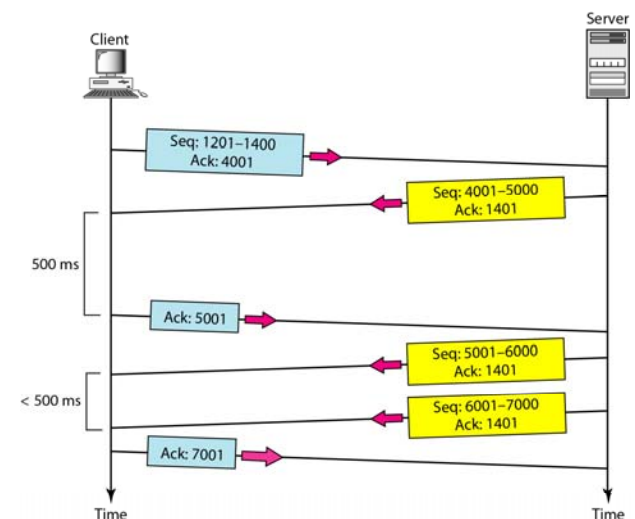 Server
Client
Seq: 1201–1400
Ack: 4001
Seq: 4001–5000
Ack: 1401
500 ms
Ack: 5001
Seq: 5001–6000
Ack: 1401
< 500 ms
Seq: 6001–7000
Ack: 1401
Ack: 7001
Time
Time